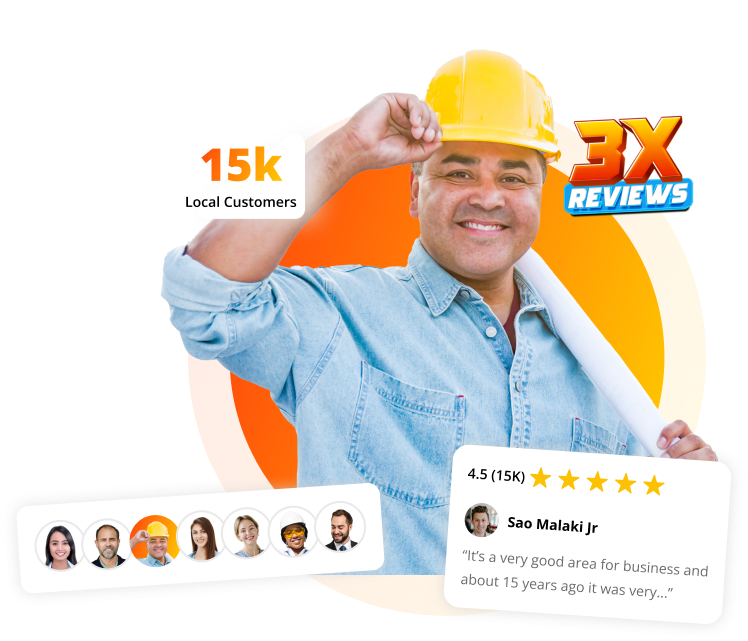 3X
REVIEWS
15k
Local Customers
4.5 (15K)
Sao Malaki Jr
“It’s a very good area for business and
about 15 years ago it was very...”